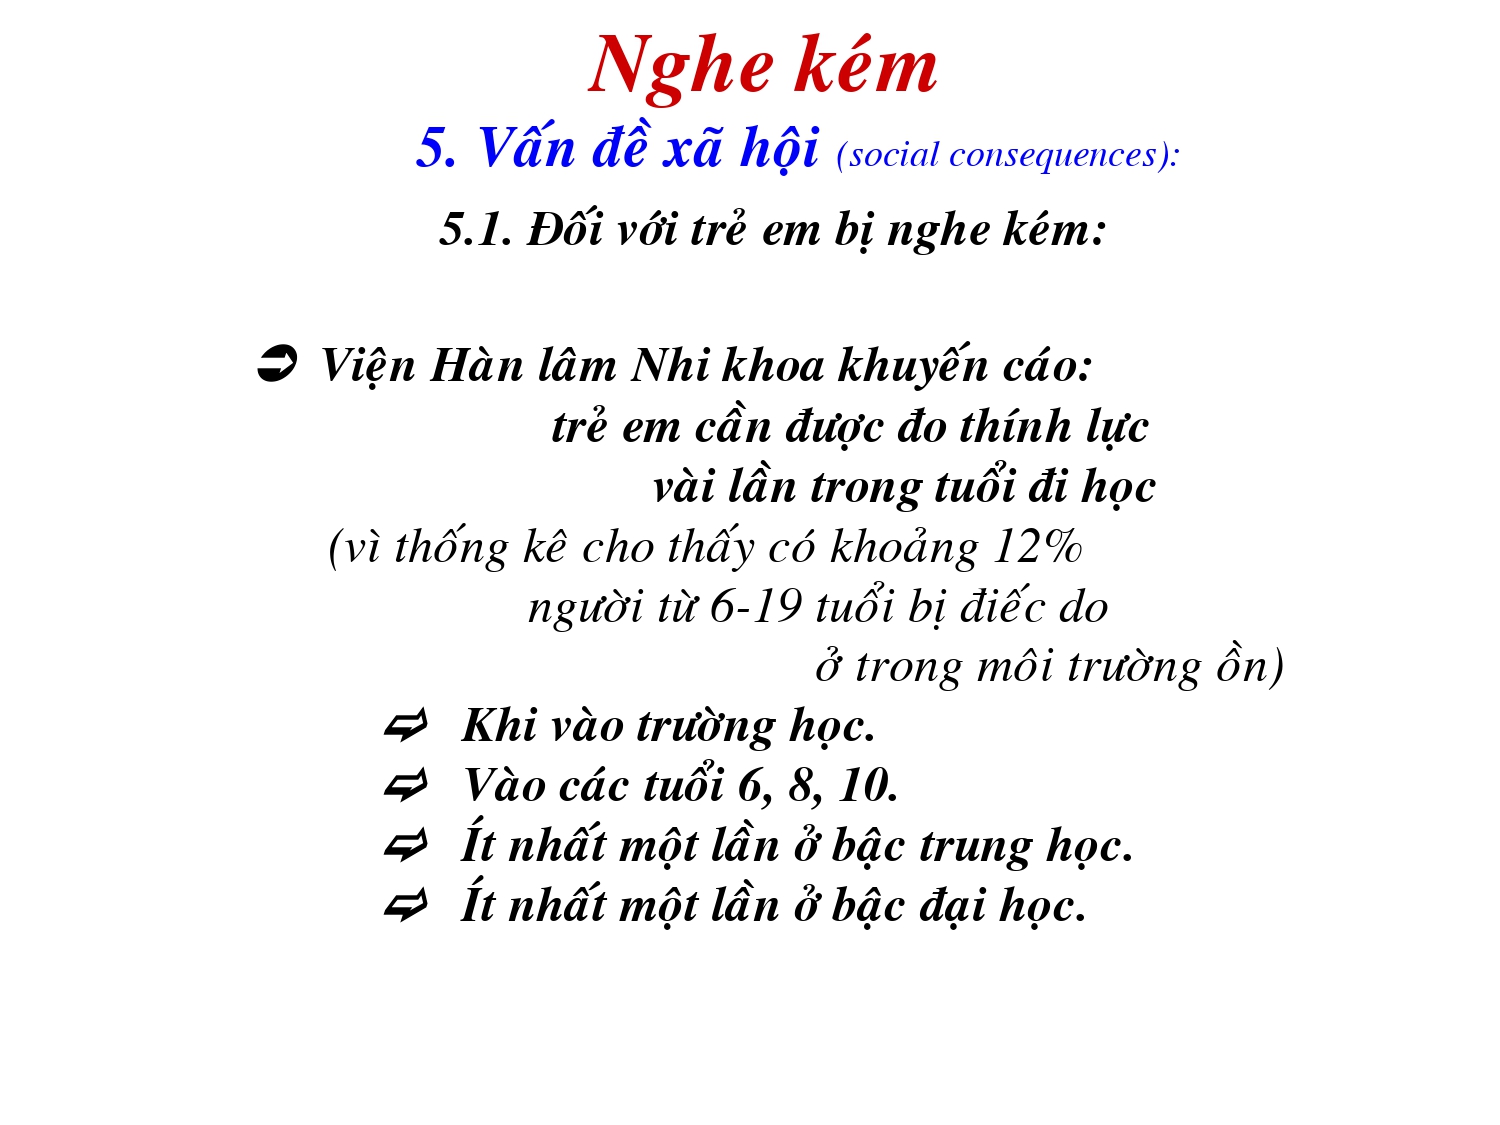 Nghe kém
5. Vấn đề xã hội (social consequences):
5.1. Đối với trẻ em bị nghe kém:
➲ Viện Hàn lâm Nhi khoa khuyến cáo:
trẻ em cần được đo thính lực
vài lần trong tuổi đi học
(vì thống kê cho thấy có khoảng 12%
người từ 6-19 tuổi bị điếc do
ở trong môi trường ồn)
➪ Khi vào trường học.
➪ Vào các tuổi 6, 8, 10.
➪ Ít nhất một lần ở bậc trung học.
➪ Ít nhất một lần ở bậc đại học.